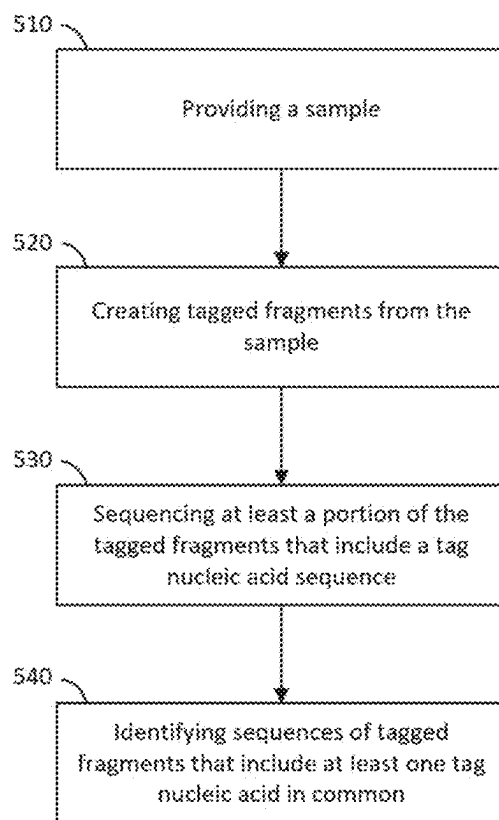 510
Providing a sample
520
Creating tagged fragments from the
sample
530
Sequencing at least a portion of the
tagged fragments that include a tag
nucleic acid sequence
540
Identifying sequences of tagged
fragments that include at least one tag
nucleic acid in common